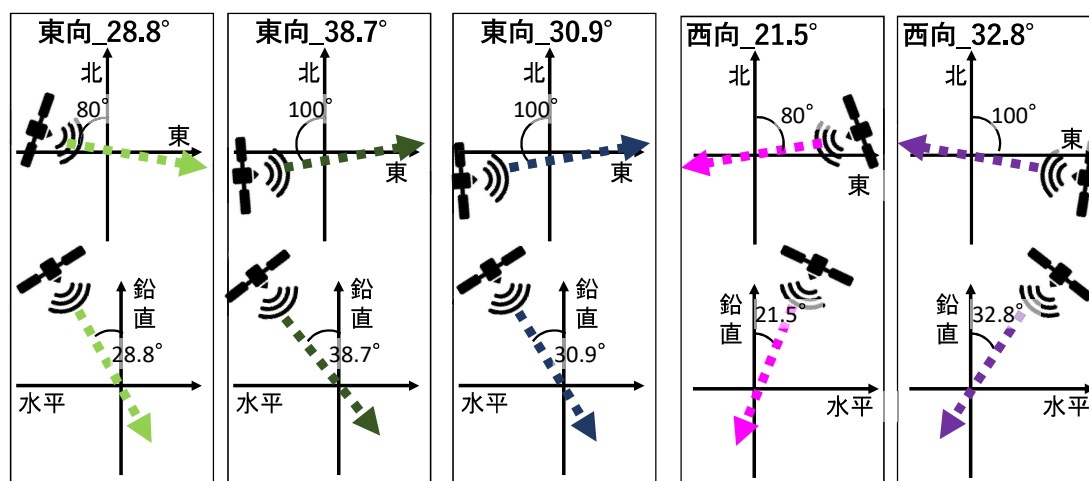 東向_28.8°
北
80°
東
鉛
直
28.8°
水平
東向_38.7°
北
100°
東
鉛
直
38.7°
水平
東向_30.9°
北
100°
東
鉛
直
30.9°
水平
西向_21.5°
北
80°
東
鉛
直
21.5°
水平
西向_32.8°
北
100°
東
鉛
直
32.8°
水平